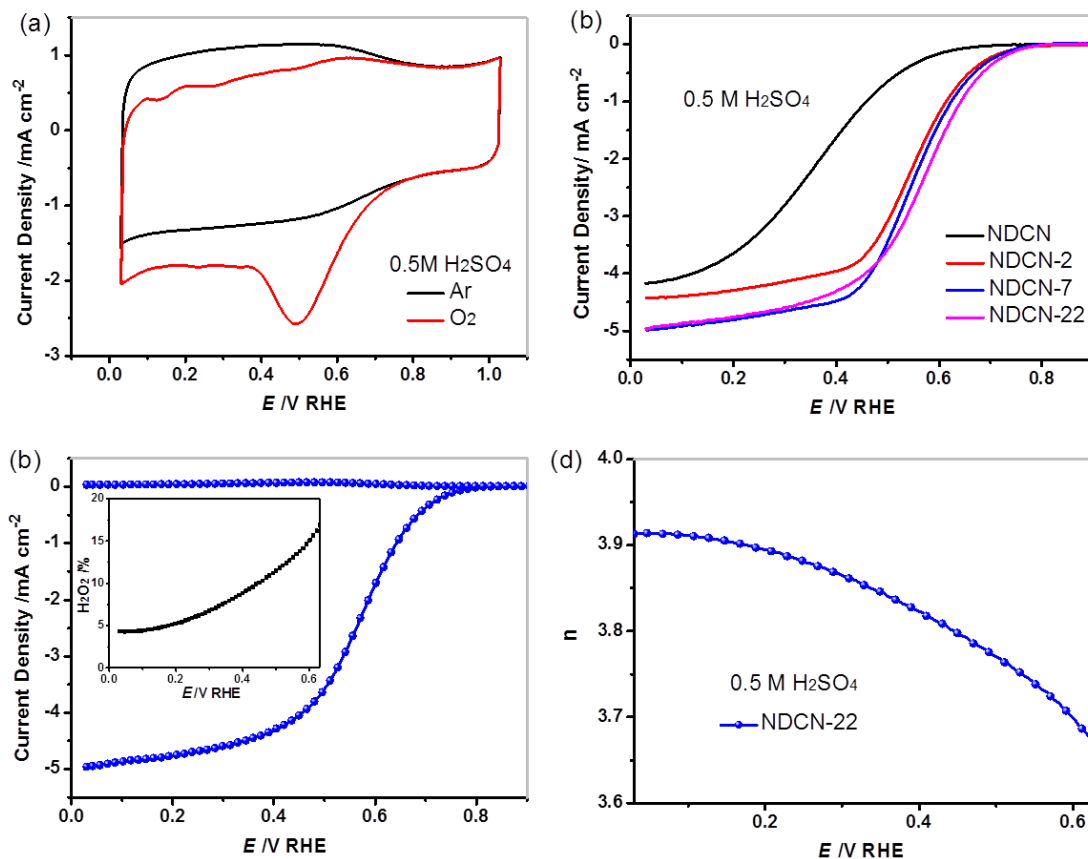 (a)
1
0
-1
-2
-3
Current Density /mA cm-2
0.5M H2SO4
Ar
O2
0.0 0.2 0.4 0.6 0.8 1.0
E /V RHE
(b)
0
-1
-2
-3
-4
-5
Current Density/ mA cm-2
0.5 M H2SO4
NDCN
NDCN-2
NDCN-7
NDCN-22
0.0 0.2 0.4 0.6 0.8
E /V RHE
(b)
0
-1
-2
-3
-4
-5
Current Density /mA cm-2
20
15
10
5
0
H2O2 /%
0.0 0.2 0.4 0.6
E/V RHE
0.0 0.2 0.4 0.6 0.8
E /V RHE
(d)
4.0
3.9
3.8
3.7
3.6
n
0.5 M H2SO4
NDCN-22
0.2 0.4 0.6
E /V RHE